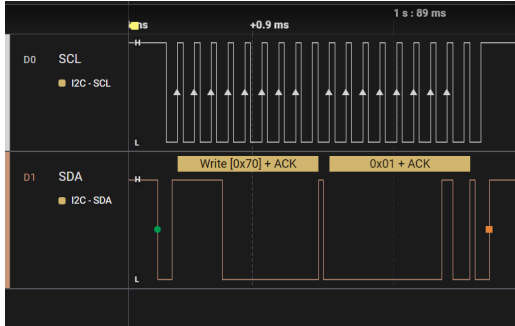 1 s : 89 ms
ms +0.9 ms
D0 SCL
I2C - SCL
H
L
Write [0x70] + ACK 0x01 + ACK
D1 SDA
I2C - SDA
H
L